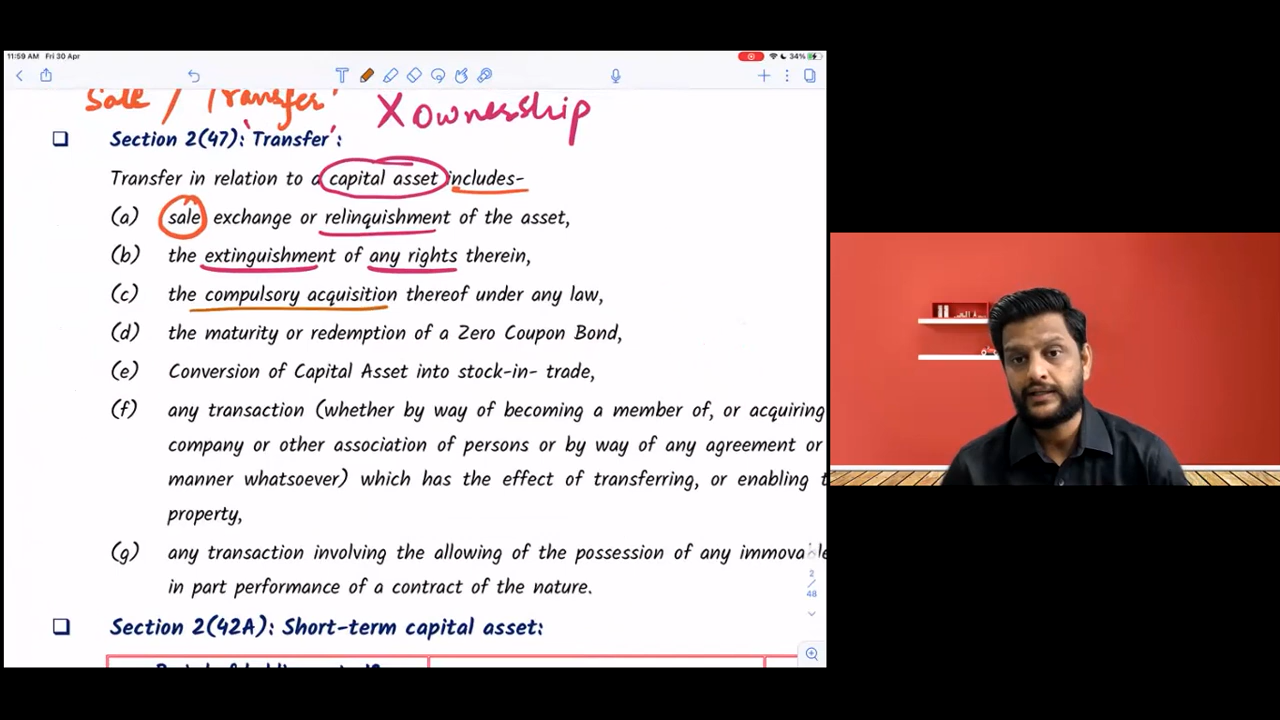 11:59 AM Fri 30 Apr
34%
Sale / 'Transfer'
X ownership
Section 2(47): 'Transfer':
Transfer in relation to a capital asset includes-
(a) sale exchange or relinquishment of the asset,
(b) the extinguishment of any rights therein,
(c) the compulsory acquisition thereof under any law,
(d) the maturity or redemption of a Zero Coupon Bond,
(e) Conversion of Capital Asset into stock-in- trade,
(f) any transaction (whether by way of becoming a member of, or acquiring
company or other association of persons or by way of any agreement or
manner whatsoever) which has the effect of transferring, or enabling
property,
(g) any transaction involving the allowing of the possession of any
in part performance of a contract of the nature.
2
/
48
Section 2(42A): Short-term capital asset: